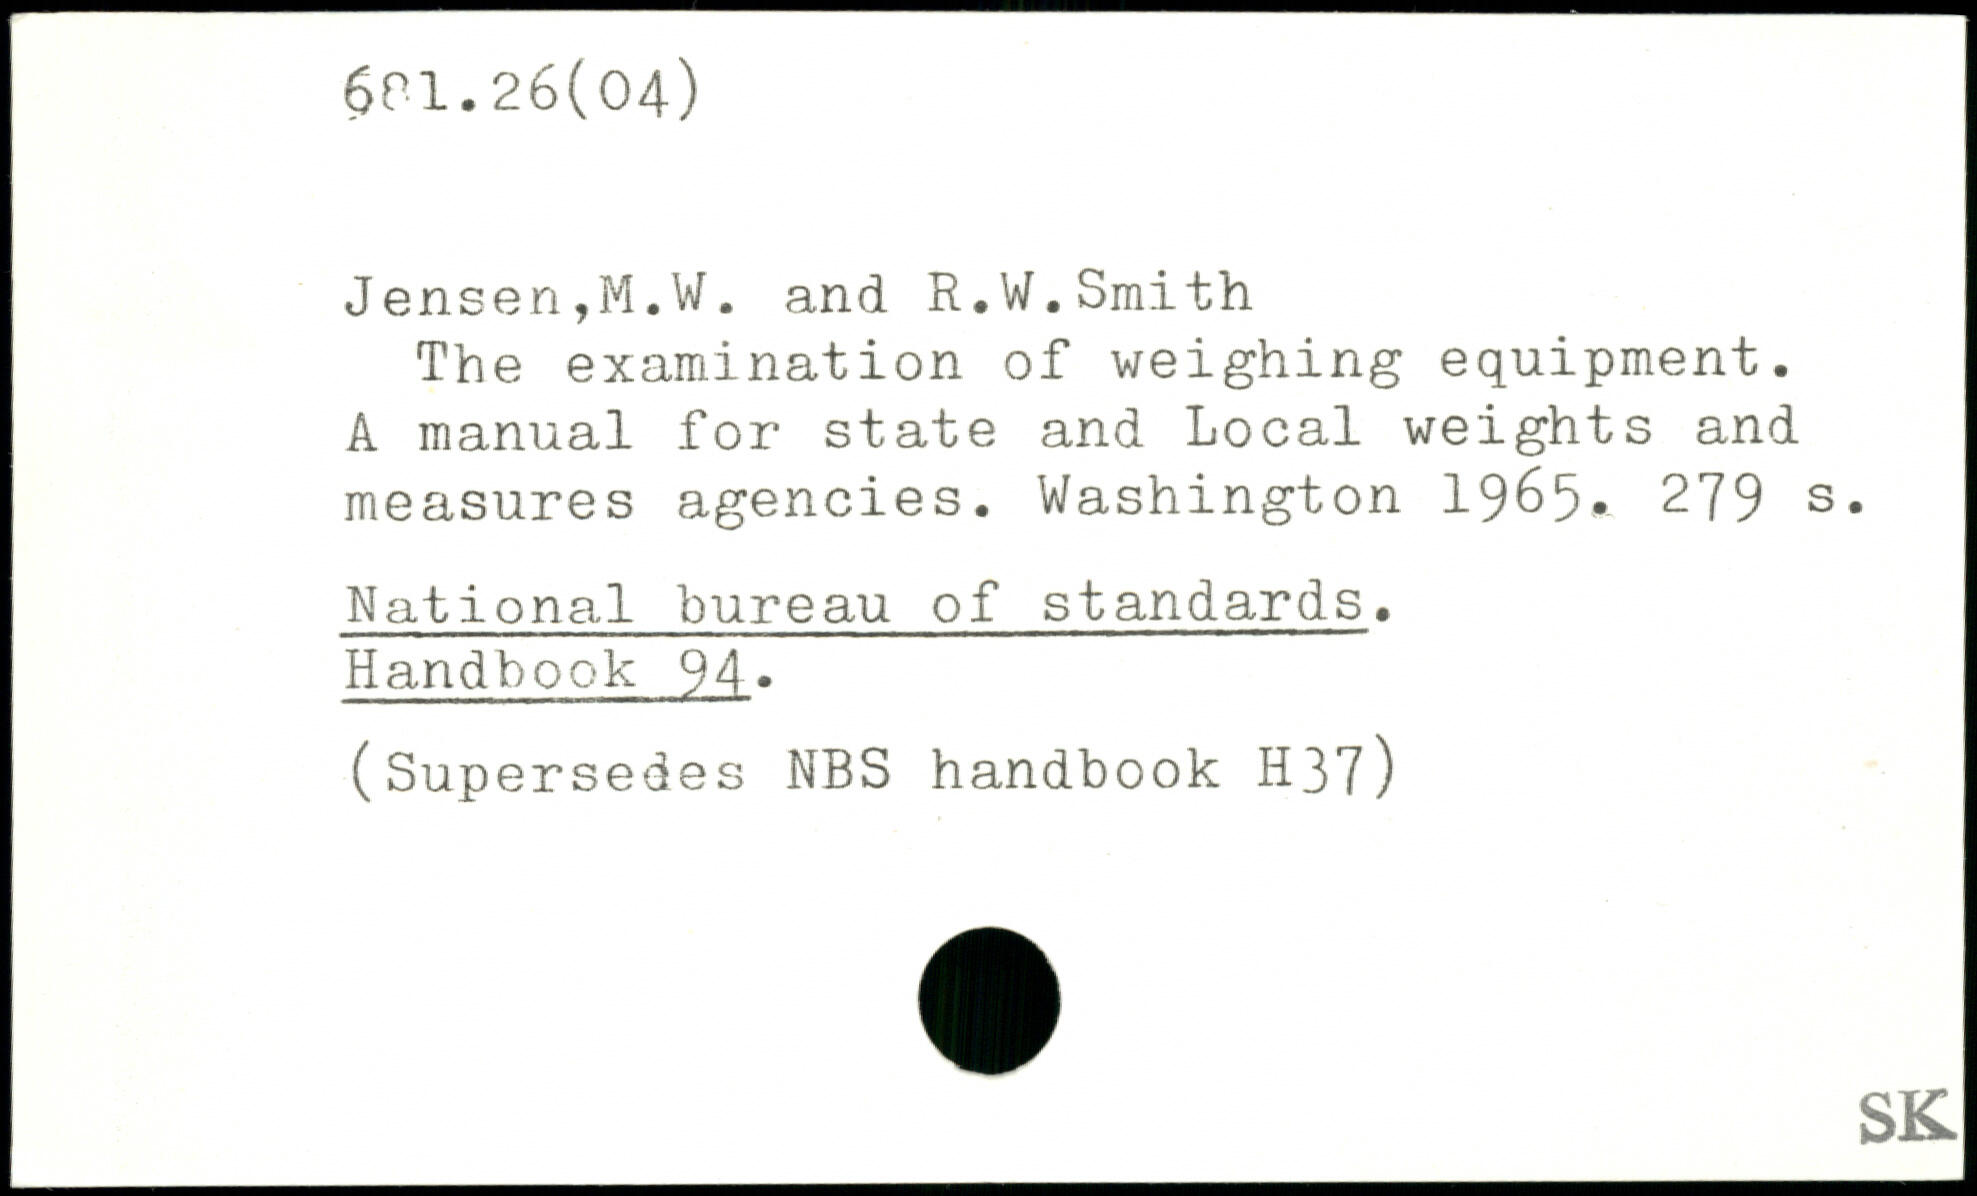 681.26(04)
Jensen,M.W. and R.W.Smith
The examination of weighing equipment.
A manual for state and Local weights and
measures agencies. Washington 1965. 279 s.
National bureau of standards.
Handbook 94.
(Supersedes NBS handbook H37)
SK